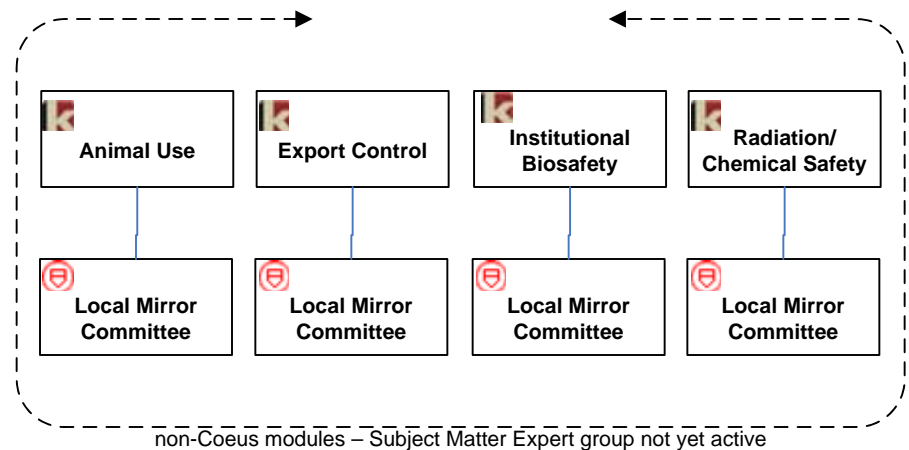 Animal Use
Export Control
Institutional
Biosafety
Radiation/
Chemical Safety
Local Mirror
Committee
Local Mirror
Committee
Local Mirror
Committee
Local Mirror
Committee
non-Coeus modules – Subject Matter Expert group not yet active